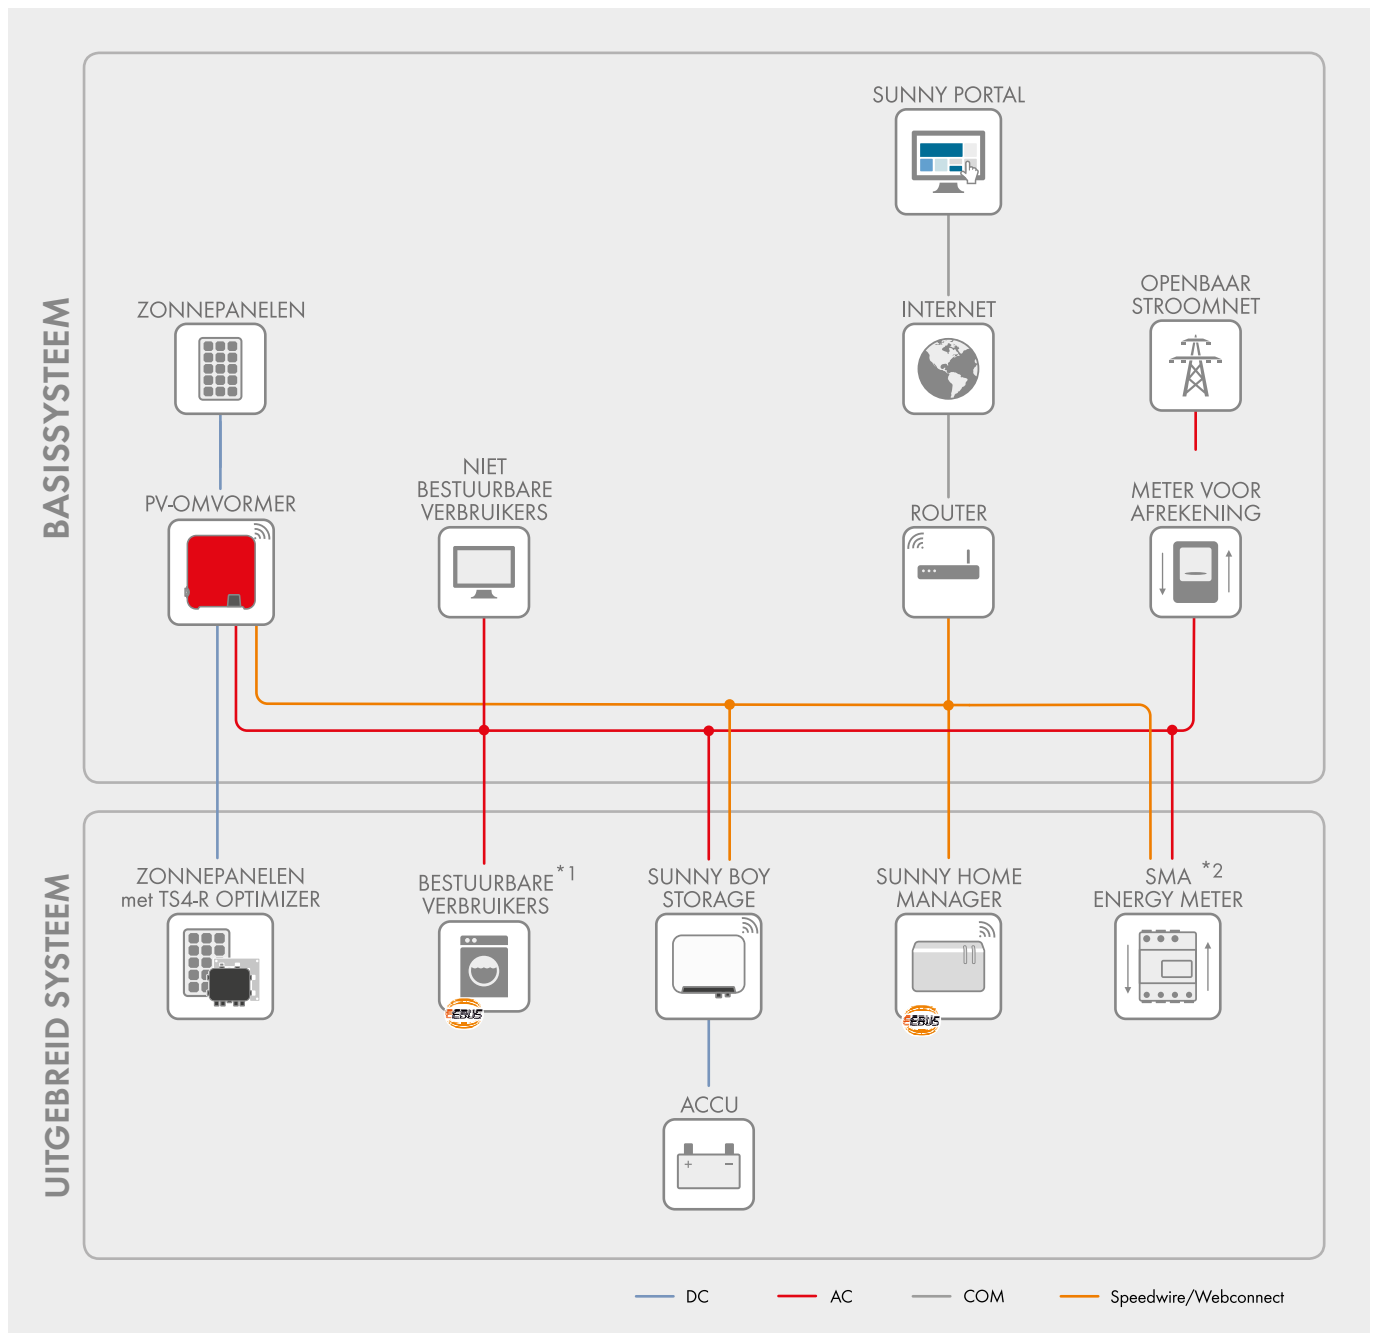 BASISSYSTEEM
SUNNY PORTAL
ZONNEPANELEN
INTERNET
OPENBAAR
STROOMNET
PV-OMVORMER
NIET
BESTUURBARE
VERBRUIKERS
ROUTER
METER VOOR
AFREKENING
UITGEBREID SYSTEEM
ZONNEPANELEN
met TS4-R OPTIMIZER
BESTUURBARE *1
VERBRUIKERS
EEBUS
SUNNY BOY
STORAGE
SUNNY HOME
MANAGER
EEBUS
SMA *2
ENERGY METER
ACCU
+ −
DC
AC
COM
Speedwire/Webconnect